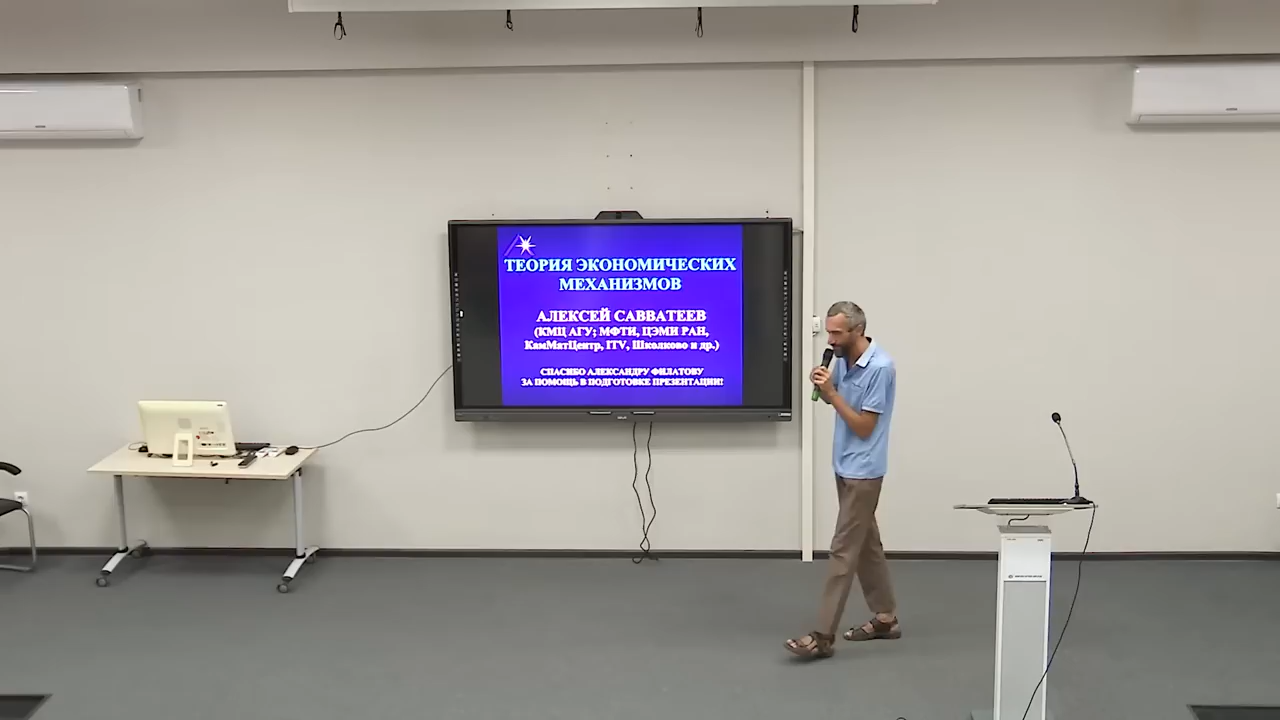 ТЕОРИЯ ЭКОНОМИЧЕСКИХ
МЕХАНИЗМОВ
АЛЕКСЕЙ САВВАТЕЕВ
(КМЦ АГУ; МФТИ, ЦЭМИ РАН,
КавМатЦентр, ITV, Школково и др.)
СПАСИБО АЛЕКСАНДРУ ФИЛАТОВУ
ЗА ПОМОЩЬ В ПОДГОТОВКЕ ПРЕЗЕНТАЦИИ!